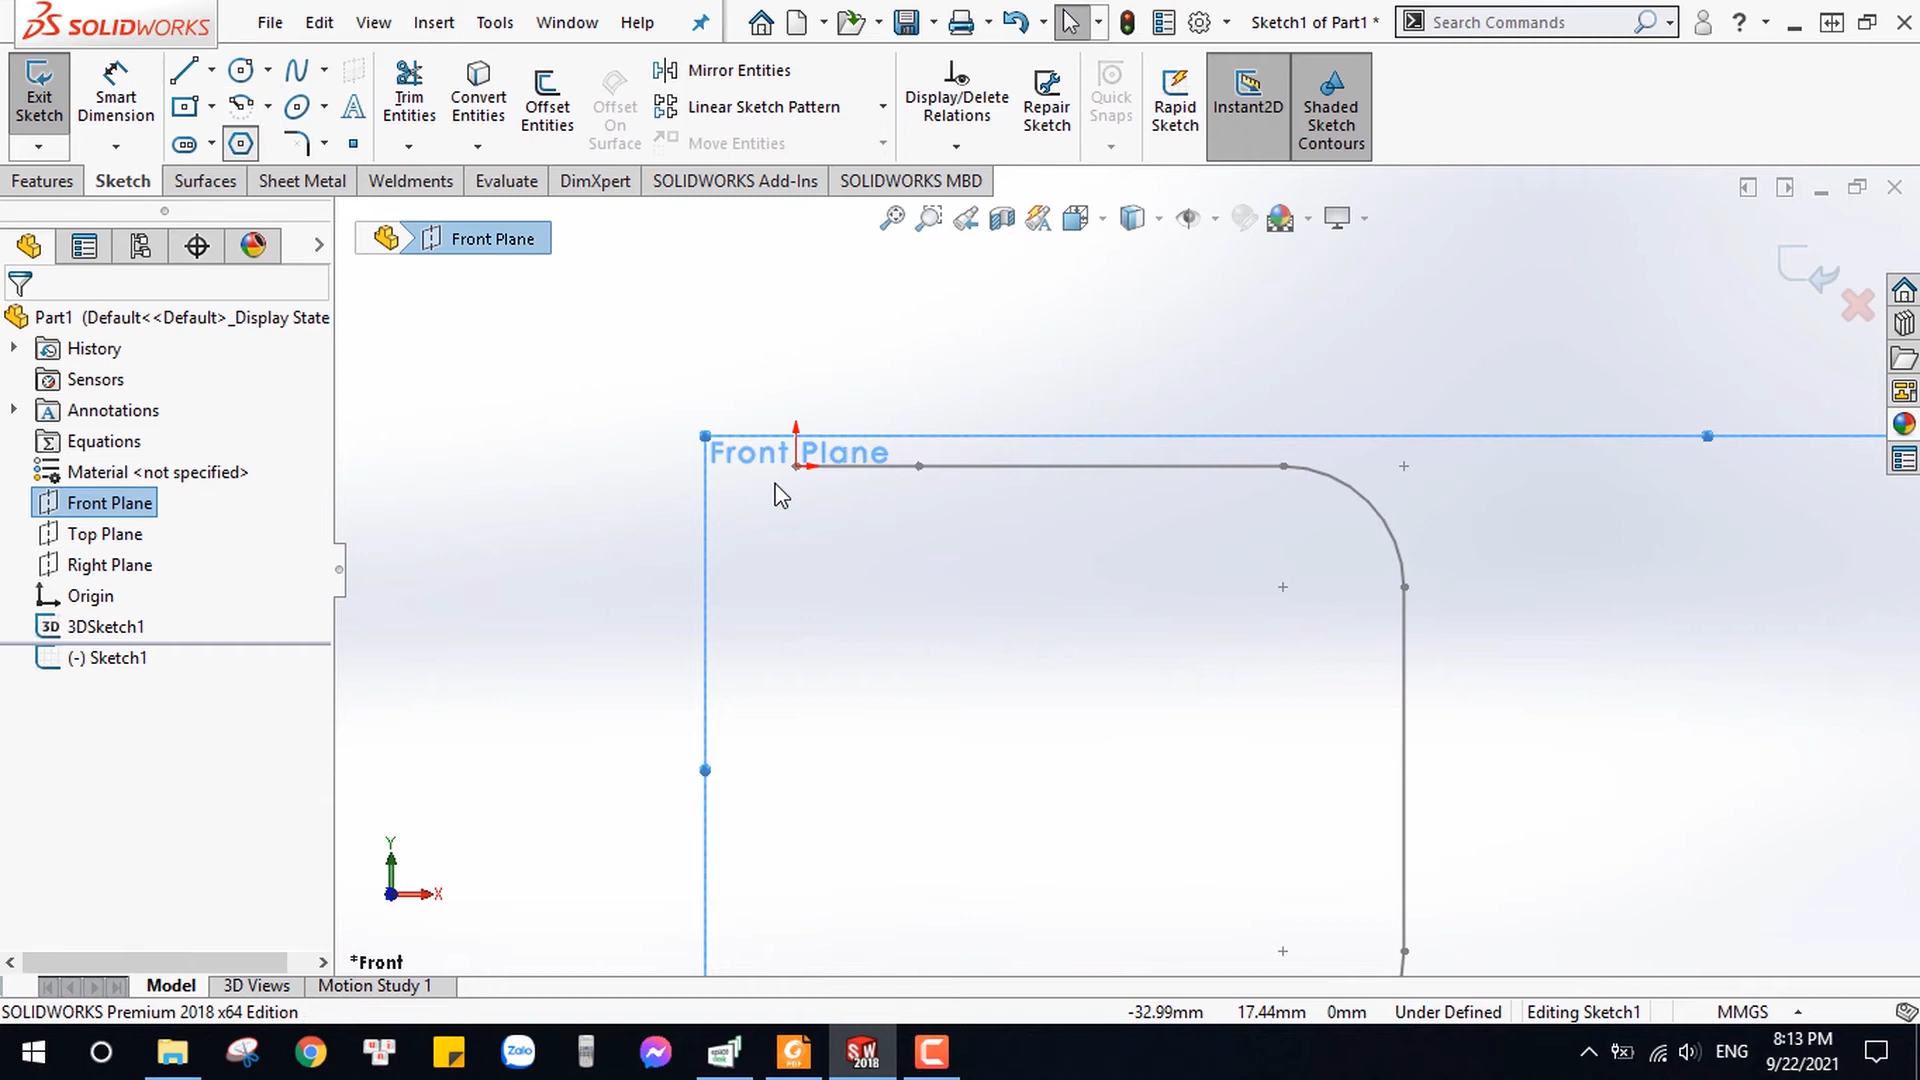 SOLIDWORKS
File Edit View Insert Tools Window Help
Sketch1 of Part1 *
Search Commands
Exit Sketch
Smart Dimension
Trim Entities
Convert Entities
Offset Entities
Offset On Surface
Mirror Entities
Linear Sketch Pattern
Move Entities
Display/Delete Relations
Repair Sketch
Quick Snaps
Rapid Sketch
Instant2D
Shaded Sketch Contours
Features Sketch Surfaces Sheet Metal Weldments Evaluate DimXpert SOLIDWORKS Add-Ins SOLIDWORKS MBD
Front Plane
Part1 (Default<<Default>_Display State
History
Sensors
Annotations
Equations
Material <not specified>
Front Plane
Top Plane
Right Plane
Origin
3D 3DSketch1
(-) Sketch1
Front Plane
Y
X
*Front
Model 3D Views Motion Study 1
SOLIDWORKS Premium 2018 x64 Edition
-32.99mm 17.44mm 0mm Under Defined Editing Sketch1 MMGS
Zalo
SW 2018
ENG
8:13 PM
9/22/2021